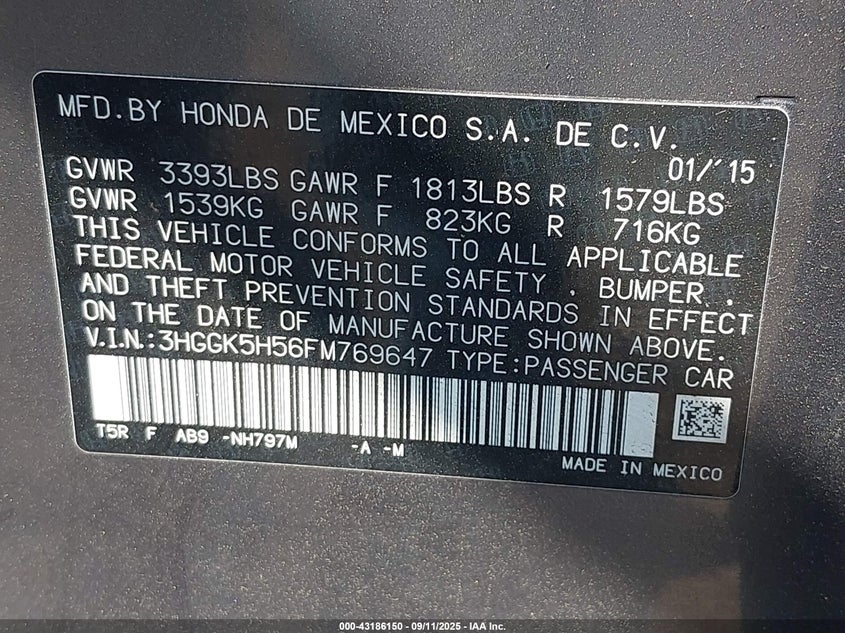 MFD.BY HONDA DE MEXICO S.A. DE C.V.
01/'15
GVWR 3393LBS GAWR F 1813LBS R 1579LBS
GVWR 1539KG GAWR F 823KG R 716KG
THIS VEHICLE CONFORMS TO ALL APPLICABLE
FEDERAL MOTOR VEHICLE SAFETY , BUMPER ,
AND THEFT PREVENTION STANDARDS IN EFFECT
ON THE DATE OF MANUFACTURE SHOWN ABOVE.
V.I.N.:3HGGK5H56FM769647 TYPE:PASSENGER CAR
T5R F AB9 -NH797M -A -M
MADE IN MEXICO
000-43186150 - 09/11/2025 - IAA Inc.